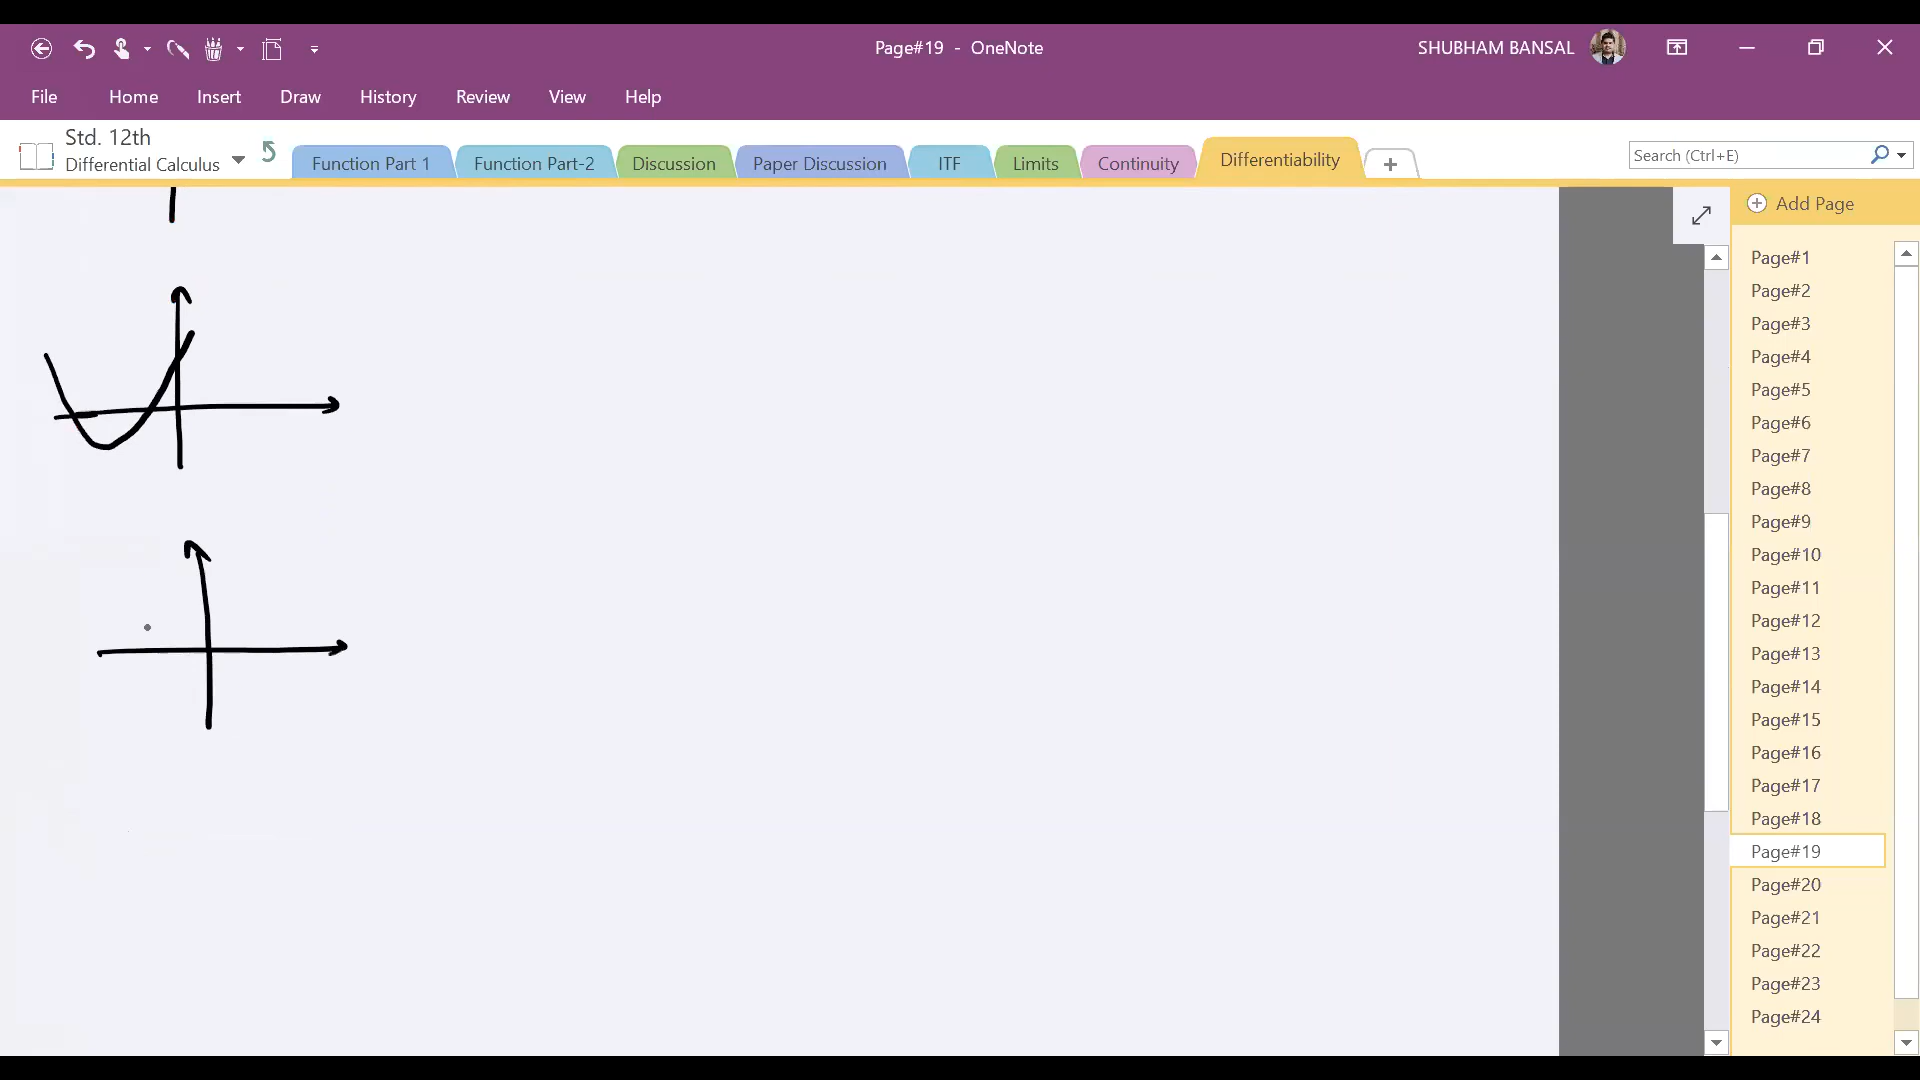 Page#19 - OneNote
SHUBHAM BANSAL
File Home Insert Draw History Review View Help
Std. 12th
Differential Calculus
Function Part 1 Function Part-2 Discussion Paper Discussion ITF Limits Continuity Differentiability
Search (Ctrl+E)
Add Page
Page#1
Page#2
Page#3
Page#4
Page#5
Page#6
Page#7
Page#8
Page#9
Page#10
Page#11
Page#12
Page#13
Page#14
Page#15
Page#16
Page#17
Page#18
Page#19
Page#20
Page#21
Page#22
Page#23
Page#24